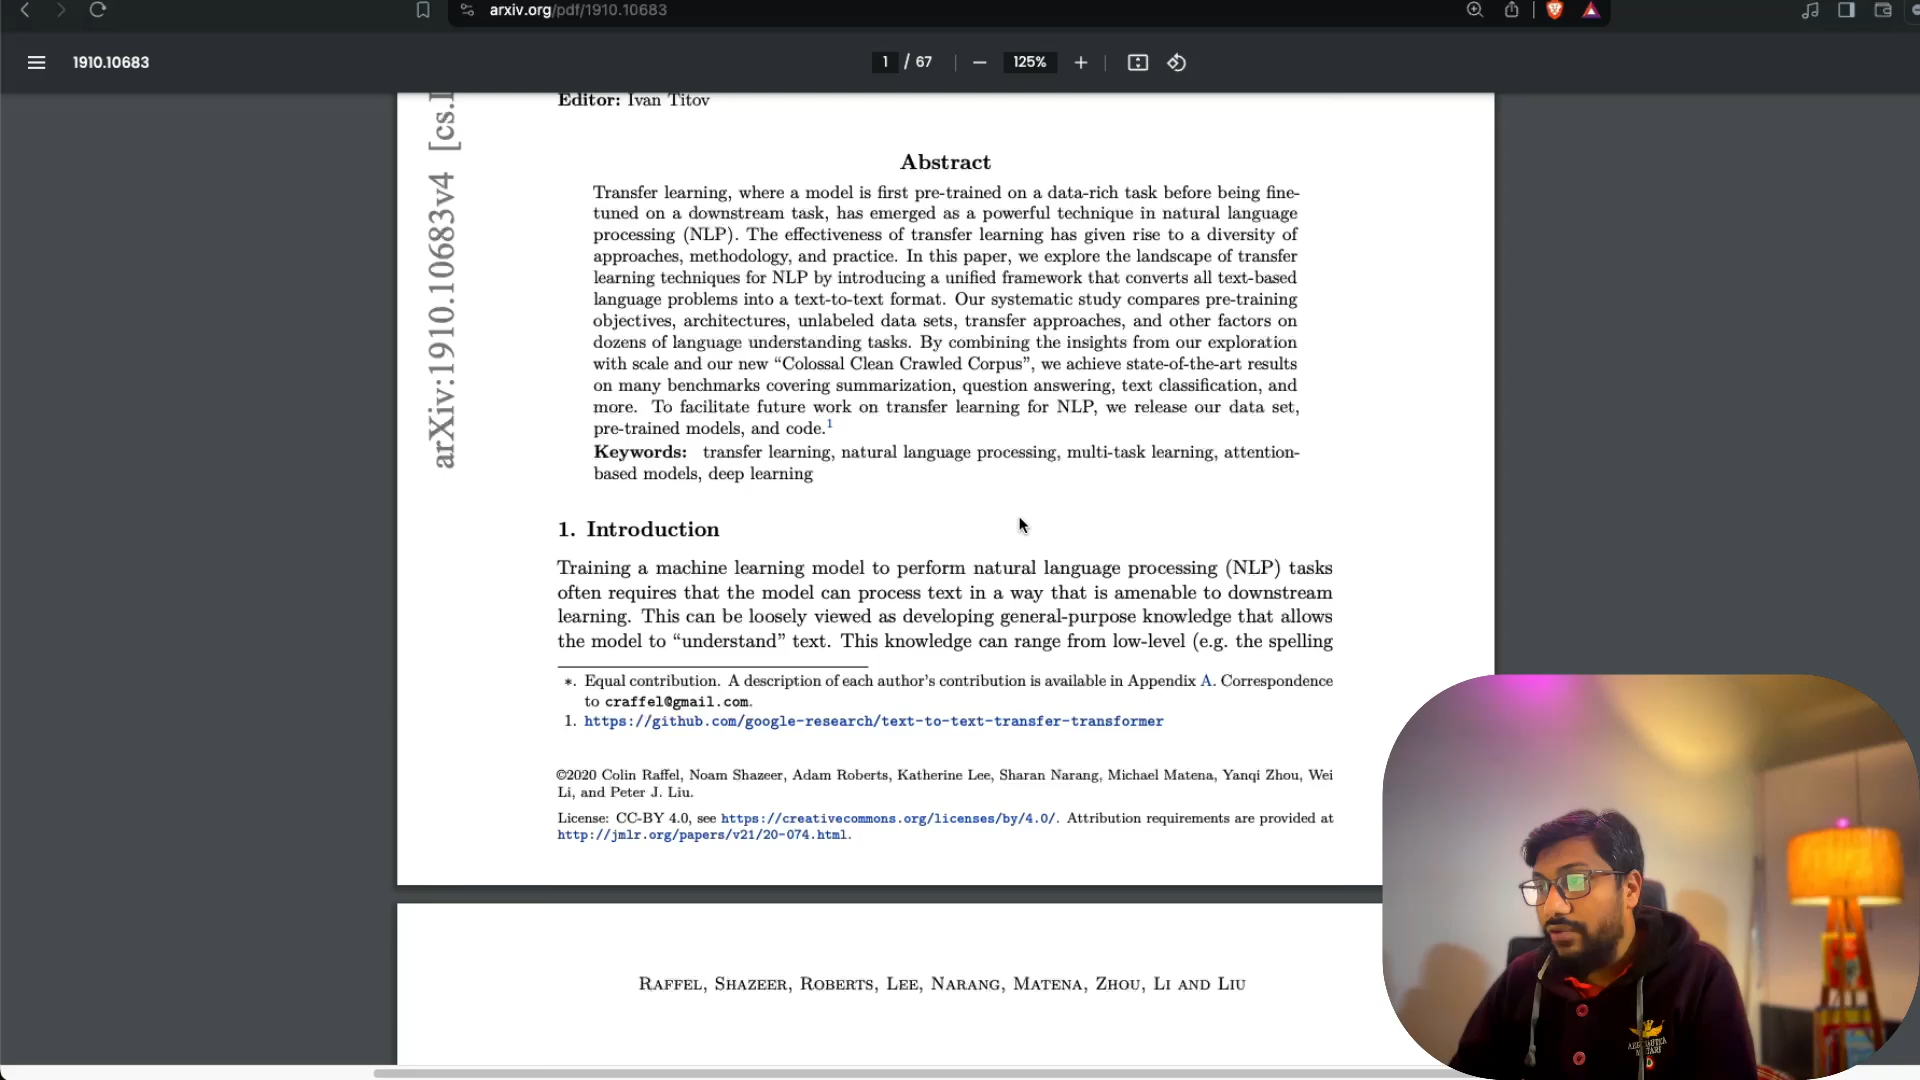 arxiv.org/pdf/1910.10683
1910.10683
1 / 67
125%
Editor: Ivan Titov
arXiv:1910.10683v4 [cs.
Abstract
Transfer learning, where a model is first pre-trained on a data-rich task before being fine-
tuned on a downstream task, has emerged as a powerful technique in natural language
processing (NLP). The effectiveness of transfer learning has given rise to a diversity of
approaches, methodology, and practice. In this paper, we explore the landscape of transfer
learning techniques for NLP by introducing a unified framework that converts all text-based
language problems into a text-to-text format. Our systematic study compares pre-training
objectives, architectures, unlabeled data sets, transfer approaches, and other factors on
dozens of language understanding tasks. By combining the insights from our exploration
with scale and our new “Colossal Clean Crawled Corpus”, we achieve state-of-the-art results
on many benchmarks covering summarization, question answering, text classification, and
more. To facilitate future work on transfer learning for NLP, we release our data set,
pre-trained models, and code.1
Keywords: transfer learning, natural language processing, multi-task learning, attention-
based models, deep learning
1. Introduction
Training a machine learning model to perform natural language processing (NLP) tasks
often requires that the model can process text in a way that is amenable to downstream
learning. This can be loosely viewed as developing general-purpose knowledge that allows
the model to “understand” text. This knowledge can range from low-level (e.g. the spelling
∗. Equal contribution. A description of each author’s contribution is available in Appendix A. Correspondence
to craffel@gmail.com.
1. https://github.com/google-research/text-to-text-transfer-transformer
©2020 Colin Raffel, Noam Shazeer, Adam Roberts, Katherine Lee, Sharan Narang, Michael Matena, Yanqi Zhou, Wei
Li, and Peter J. Liu.
License: CC-BY 4.0, see https://creativecommons.org/licenses/by/4.0/. Attribution requirements are provided at
http://jmlr.org/papers/v21/20-074.html.
Raffel, Shazeer, Roberts, Lee, Narang, Matena, Zhou, Li and Liu